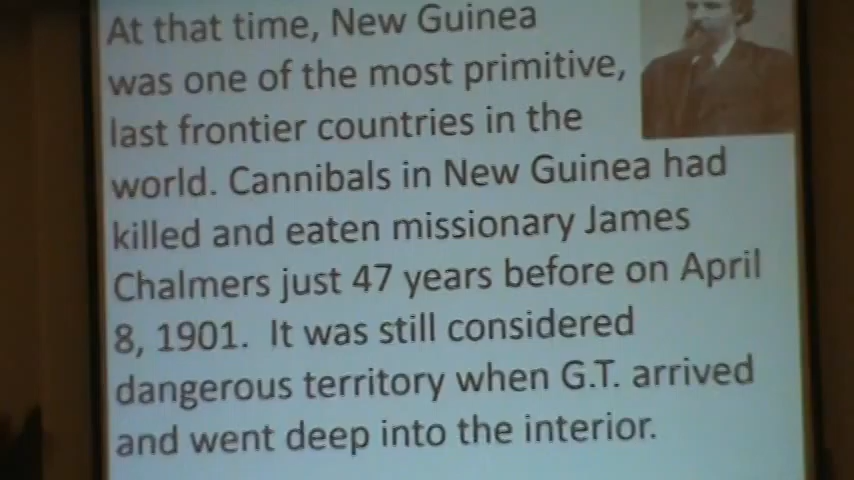 At that time, New Guinea
was one of the most primitive,
last frontier countries in the
world. Cannibals in New Guinea had
killed and eaten missionary James
Chalmers just 47 years before on April
8, 1901.  It was still considered
dangerous territory when G.T. arrived
and went deep into the interior.